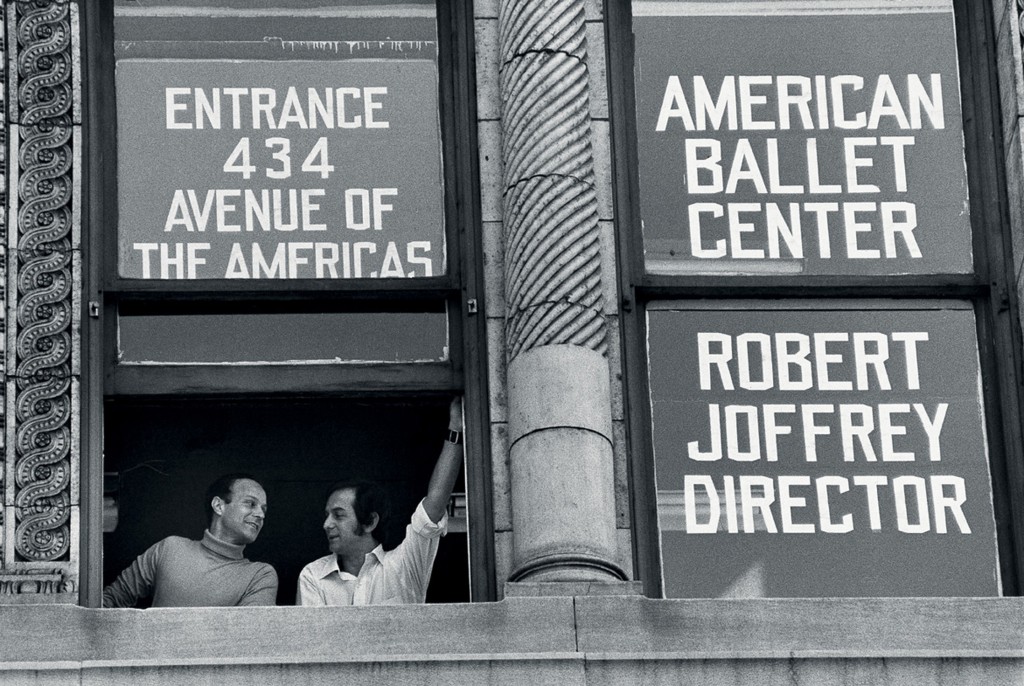 ENTRANCE
434
AVENUE OF
THE AMERICAS
AMERICAN
BALLET
CENTER
ROBERT
JOFFREY
DIRECTOR